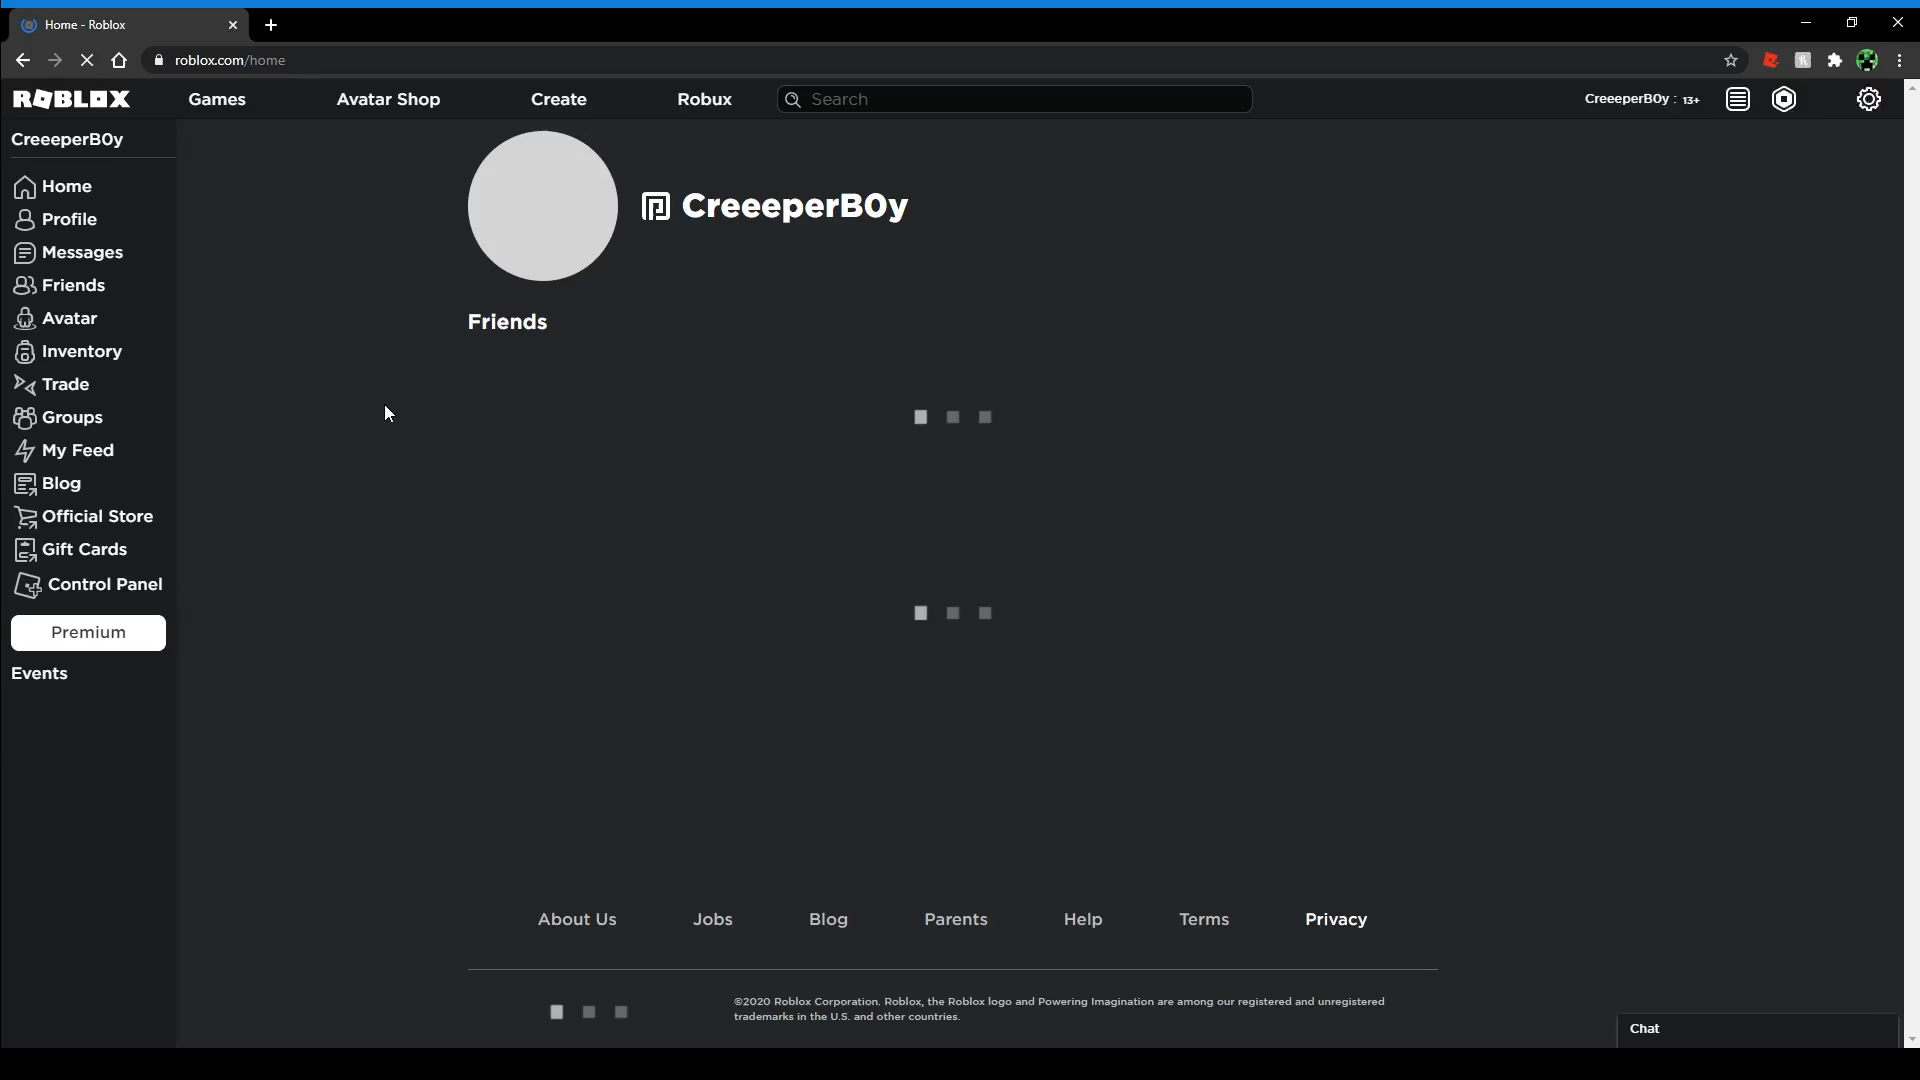 Home - Roblox
roblox.com/home
ROBLOX
Games
Avatar Shop
Create
Robux
Search
CreeeperB0y : 13+
CreeeperB0y
Home
Profile
Messages
Friends
Avatar
Inventory
Trade
Groups
My Feed
Blog
Official Store
Gift Cards
Control Panel
Premium
Events
CreeeperB0y
Friends
About Us
Jobs
Blog
Parents
Help
Terms
Privacy
©2020 Roblox Corporation. Roblox, the Roblox logo and Powering Imagination are among our registered and unregistered
trademarks in the U.S. and other countries.
Chat